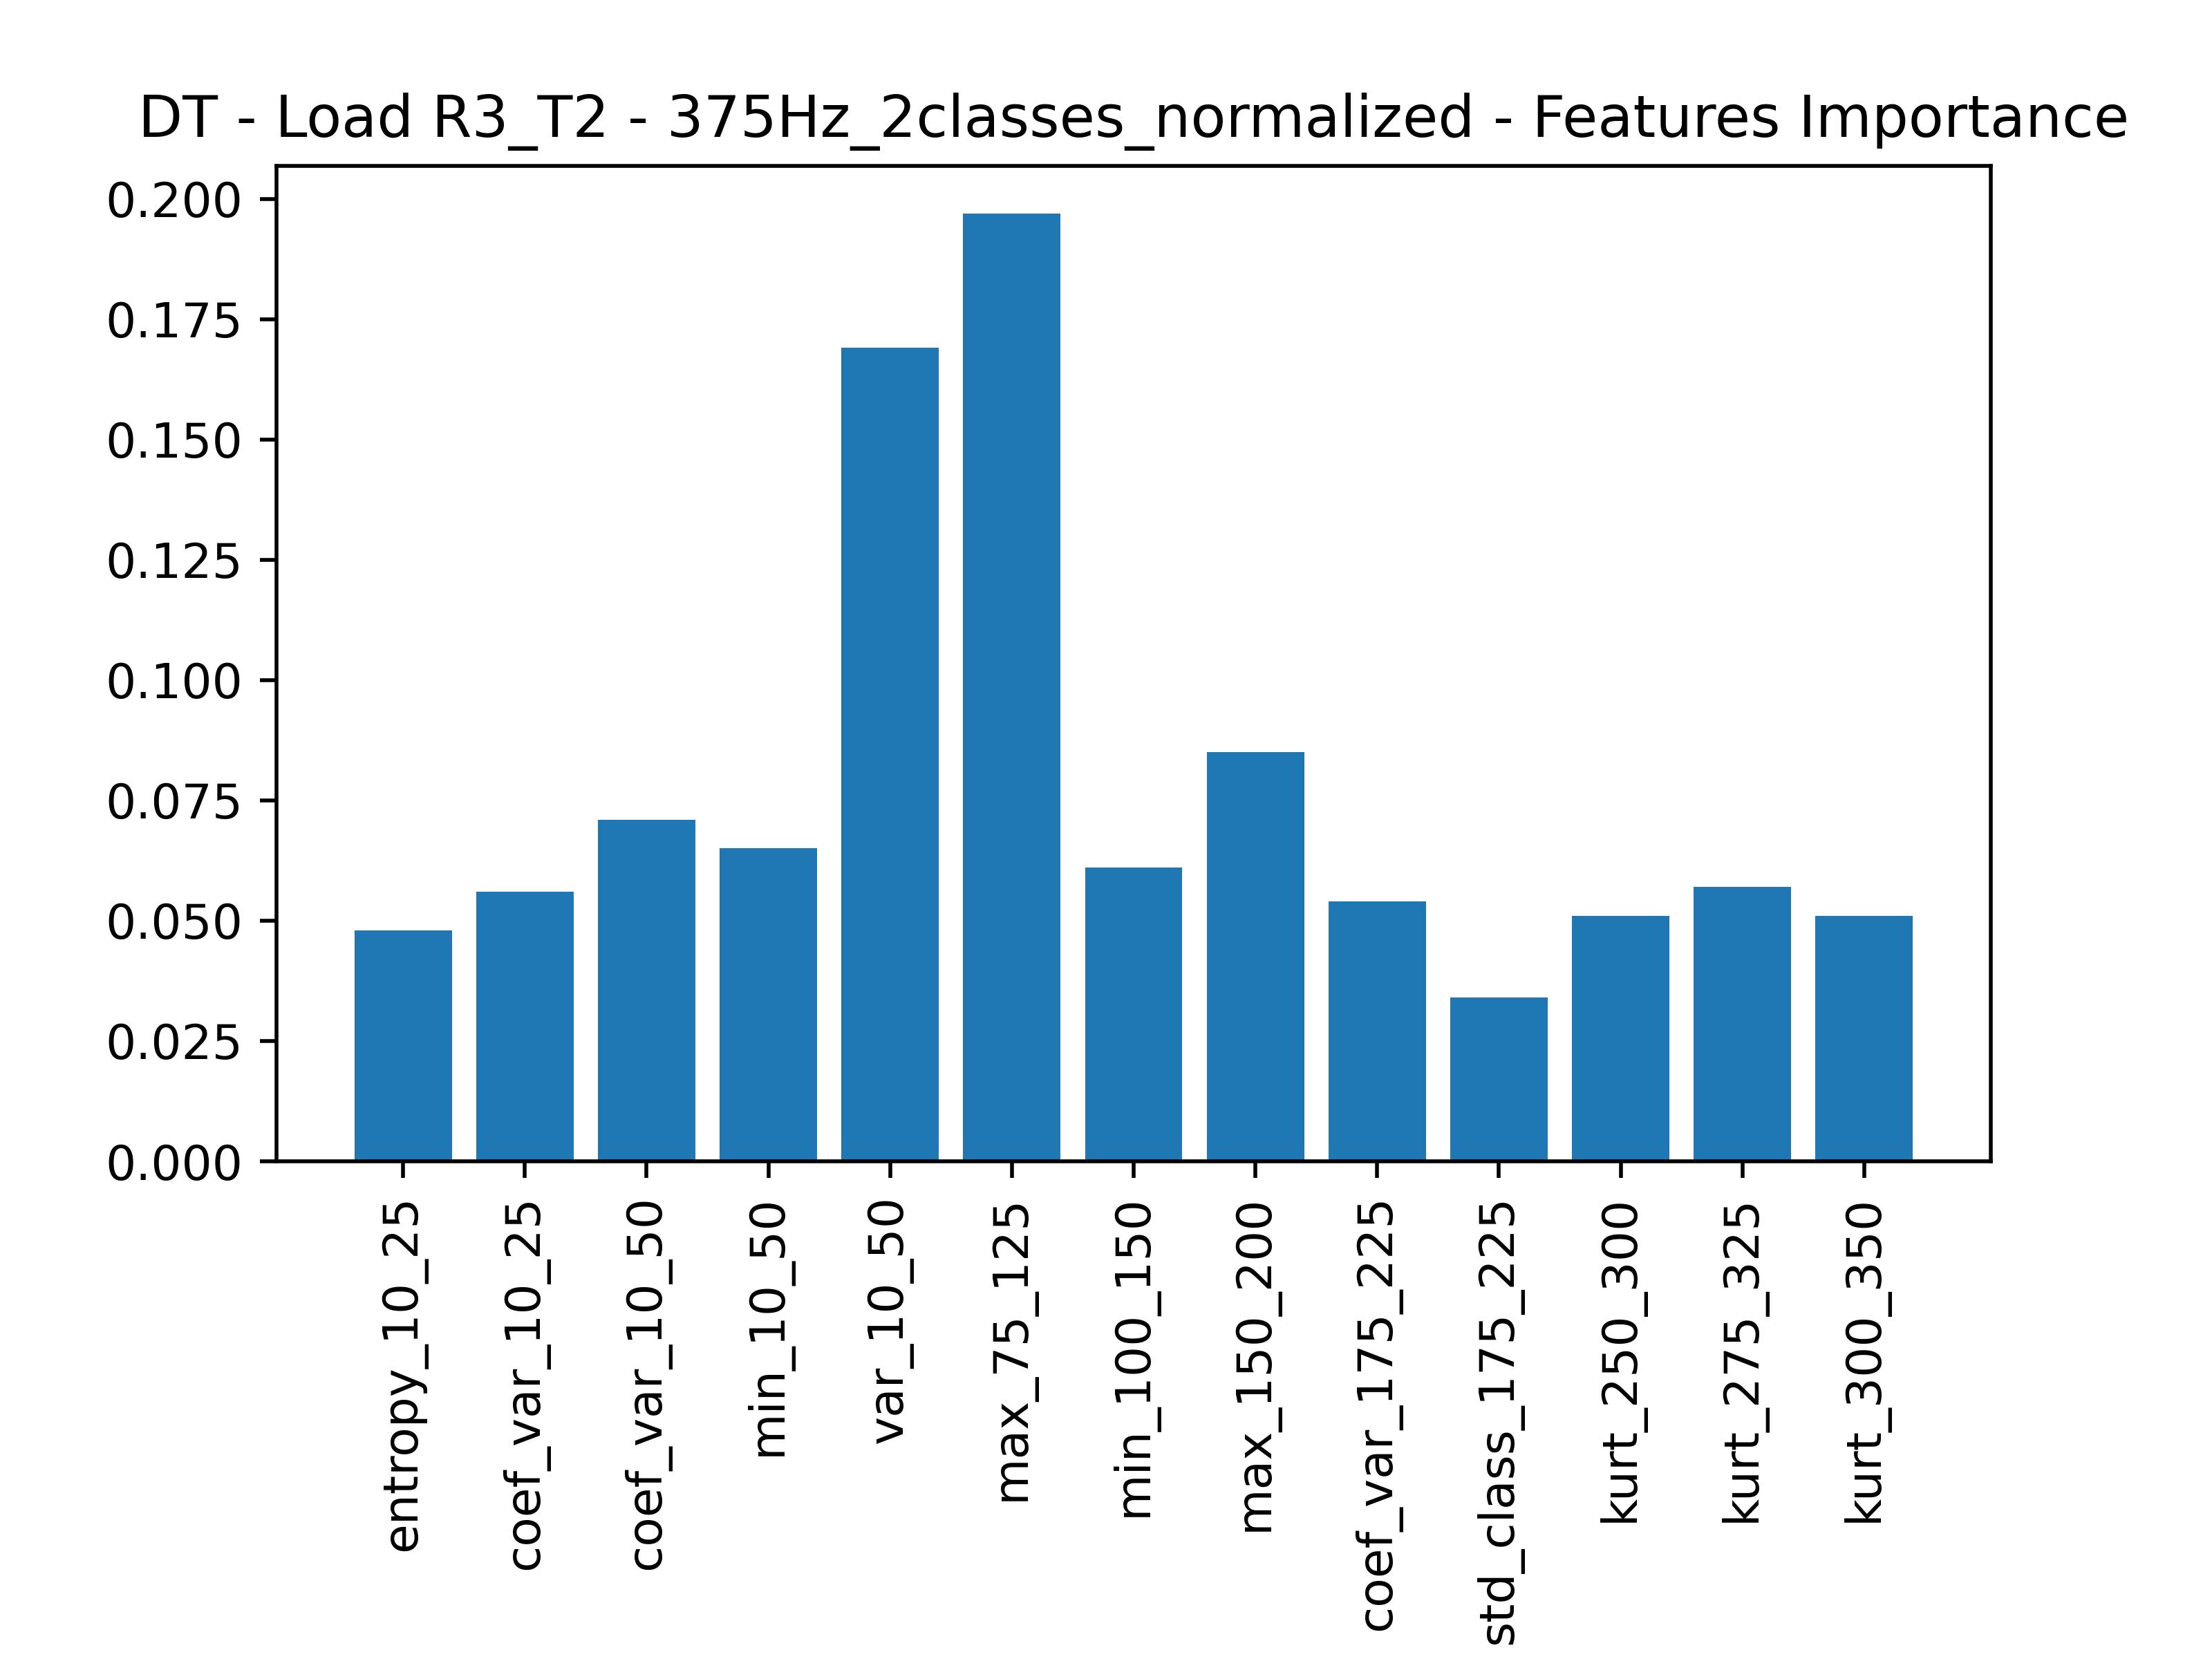 DT - Load R3_T2 - 375Hz_2classes_normalized - Features Importance
0.200
0.175
0.150
0.125
0.100
0.075
0.050
0.025
0.000
entropy_10_25
coef_var_10_25
coef_var_10_50
min_10_50
var_10_50
max_75_125
min_100_150
max_150_200
coef_var_175_225
std_class_175_225
kurt_250_300
kurt_275_325
kurt_300_350